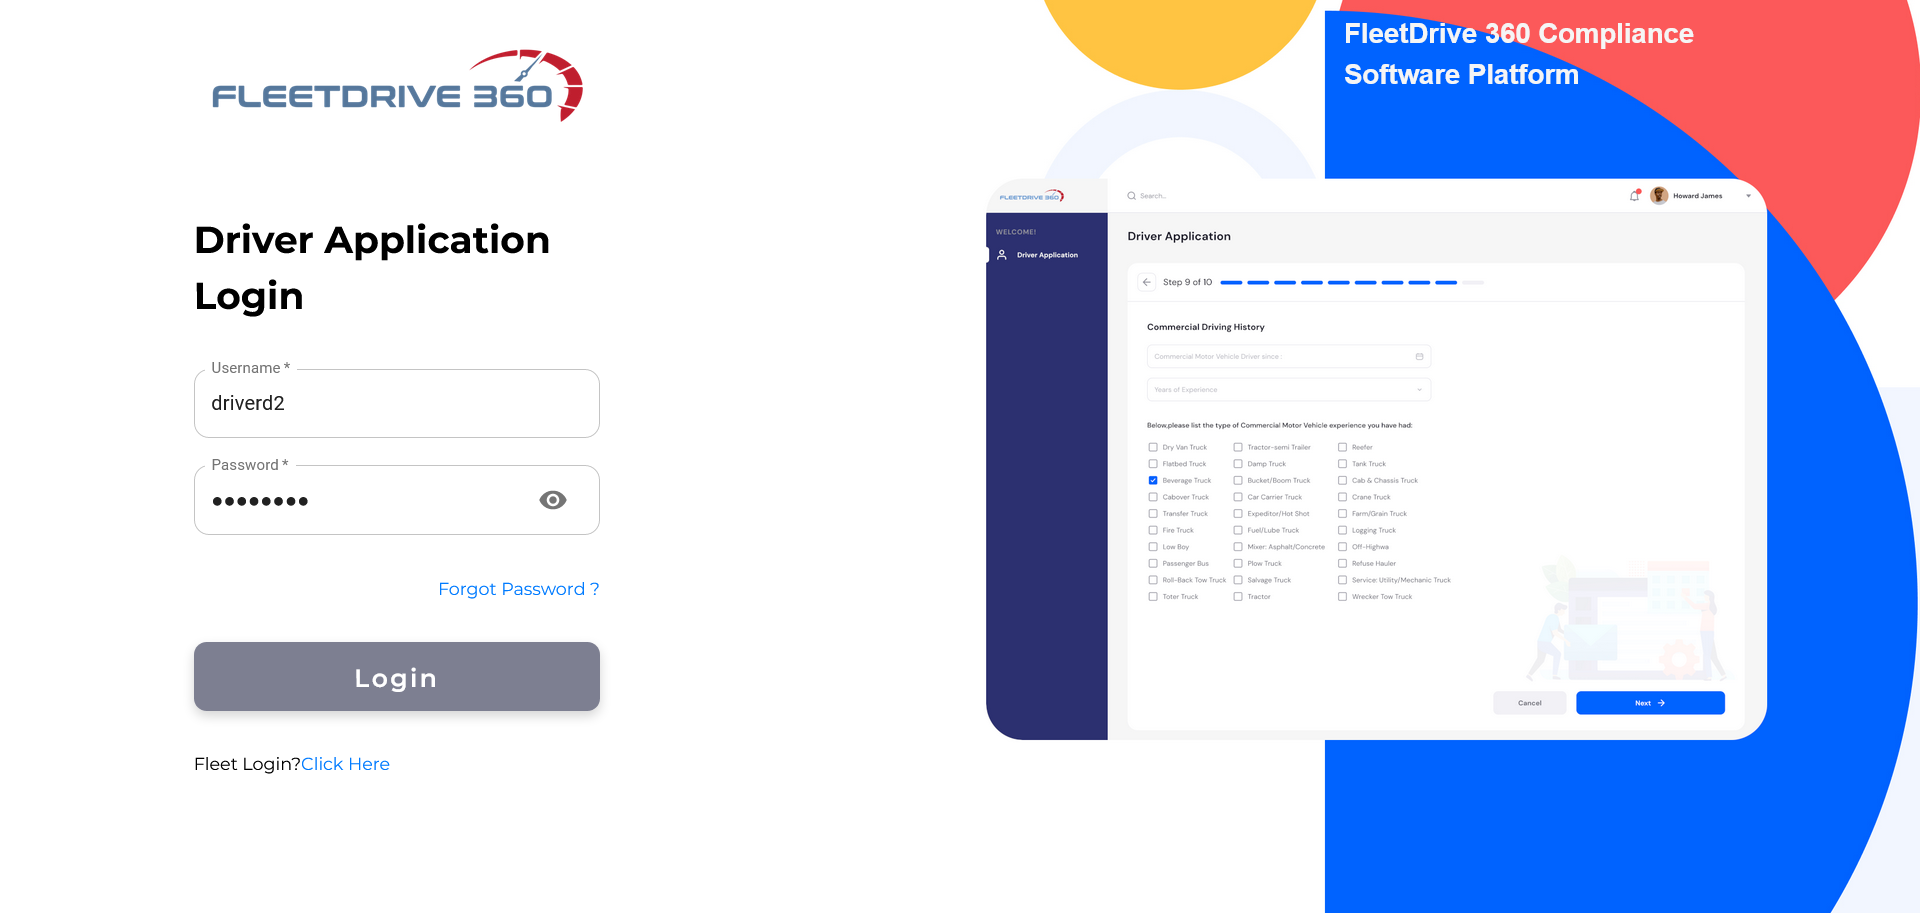 FLEETDRIVE 360
Driver Application
Login
Username *
driverd2
Password *
••••••••
Forgot Password ?
Login
Fleet Login?Click Here
FleetDrive 360 Compliance
Software Platform
FLEETDRIVE 360
Search...
Howard James
WELCOME!
Driver Application
Driver Application
Step 9 of 10
Commercial Driving History
Commercial Motor Vehicle Driver since :
Years of Experience
Below,please list the type of Commercial Motor Vehicle experience you have had:
Dry Van Truck Tractor-semi Trailer Reefer
Flatbed Truck Damp Truck Tank Truck
Beverage Truck Bucket/Boom Truck Cab & Chassis Truck
Cabover Truck Car Carrier Truck Crane Truck
Transfer Truck Expeditor/Hot Shot Farm/Grain Truck
Fire Truck Fuel/Lube Truck Logging Truck
Low Boy Mixer: Asphalt/Concrete Off-Highwa
Passenger Bus Plow Truck Refuse Hauler
Roll-Back Tow Truck Salvage Truck Service: Utility/Mechanic Truck
Toter Truck Tractor Wrecker Tow Truck
Cancel
Next